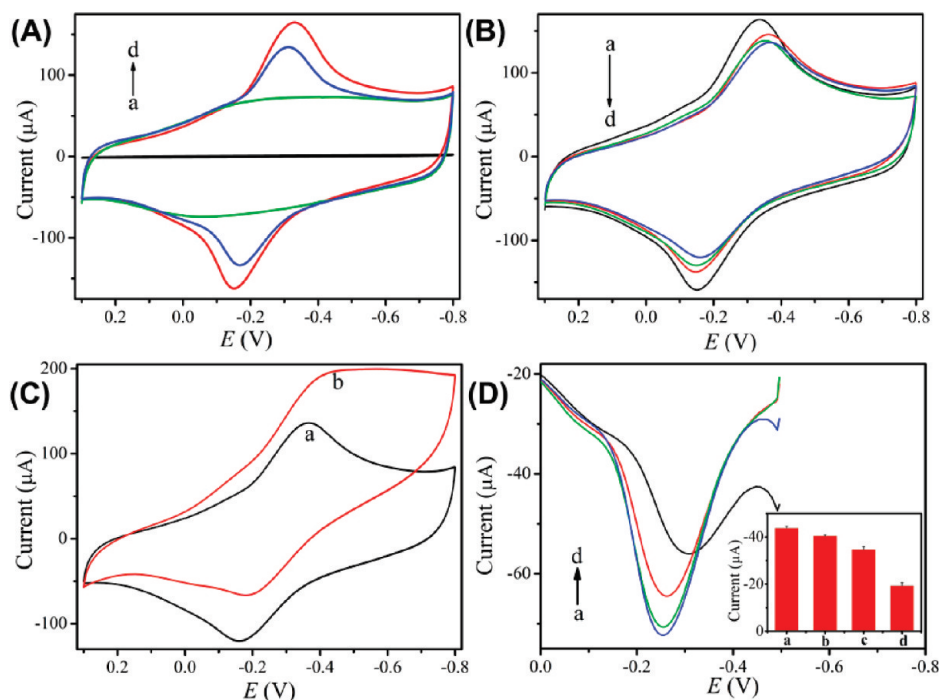 (A)
d
a
100
0
-100
Current (μA)
0.2 0.0 -0.2 -0.4 -0.6 -0.8
E (V)
(B)
a
d
100
0
-100
Current (μA)
0.2 0.0 -0.2 -0.4 -0.6 -0.8
E (V)
(C)
b
a
200
100
0
-100
Current (μA)
0.2 0.0 -0.2 -0.4 -0.6 -0.8
E (V)
(D)
d
a
-20
-40
-60
Current (μA)
0.0 -0.2 -0.4 -0.6 -0.8
E (V)
-40
-20
0
Current (μA)
a b c d